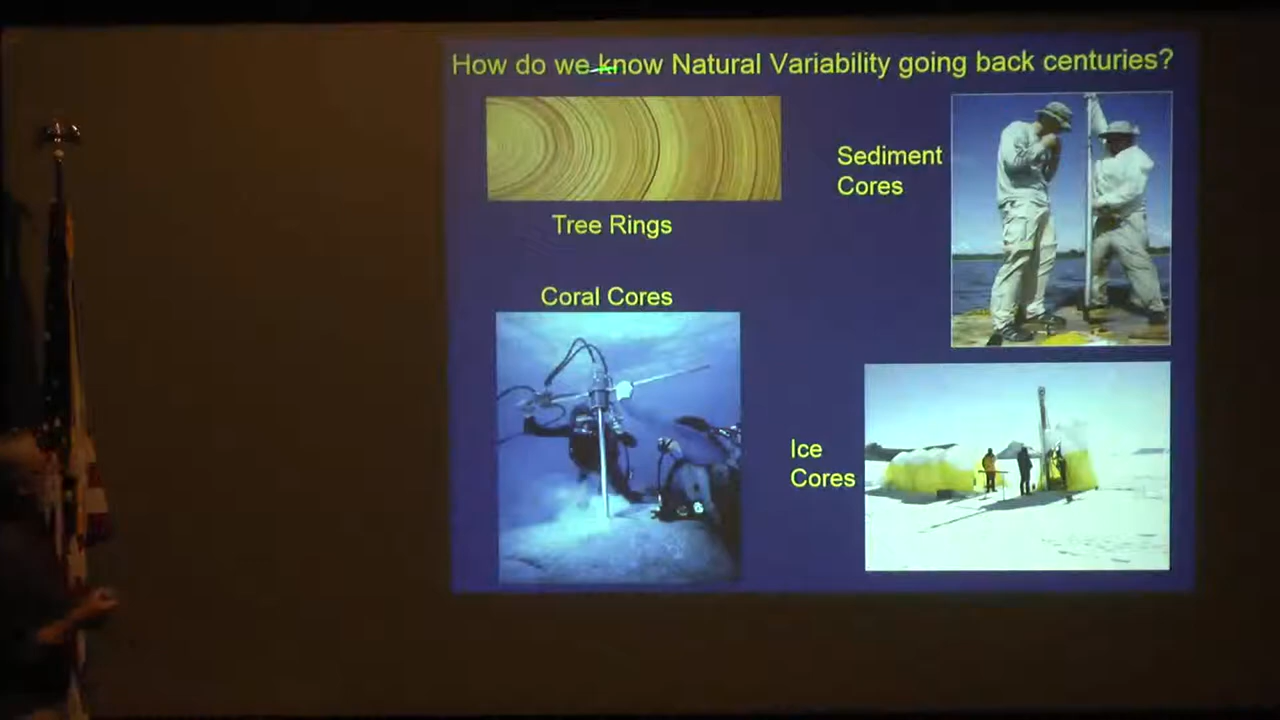 How do we know Natural Variability going back centuries?
Tree Rings
Sediment
Cores
Coral Cores
Ice
Cores